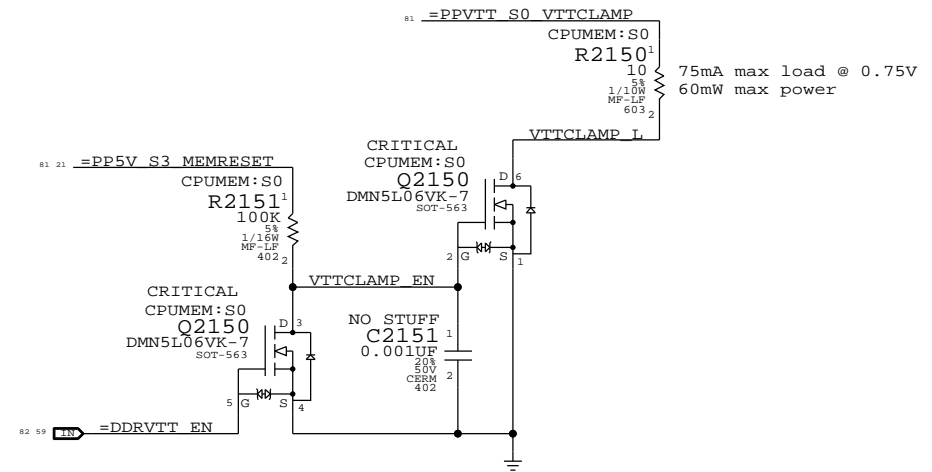 81 =PPVTT_S0_VTTCLAMP
CPUMEM:S0
R2150 1
10
5%
1/10W
MF-LF
603 2
75mA max load @ 0.75V
60mW max power
VTTCLAMP_L
CRITICAL
CPUMEM:S0
Q2150
DMN5L06VK-7
SOT-563
D 6
2 G S 1
81 21 =PP5V_S3_MEMRESET
CPUMEM:S0
R2151 1
100K
5%
1/16W
MF-LF
402 2
VTTCLAMP_EN
CRITICAL
CPUMEM:S0
Q2150
DMN5L06VK-7
SOT-563
D 3
5 G S 4
NO STUFF
C2151 1
0.001UF
20%
50V 2
CERM
402
82 59 IN =DDRVTT_EN